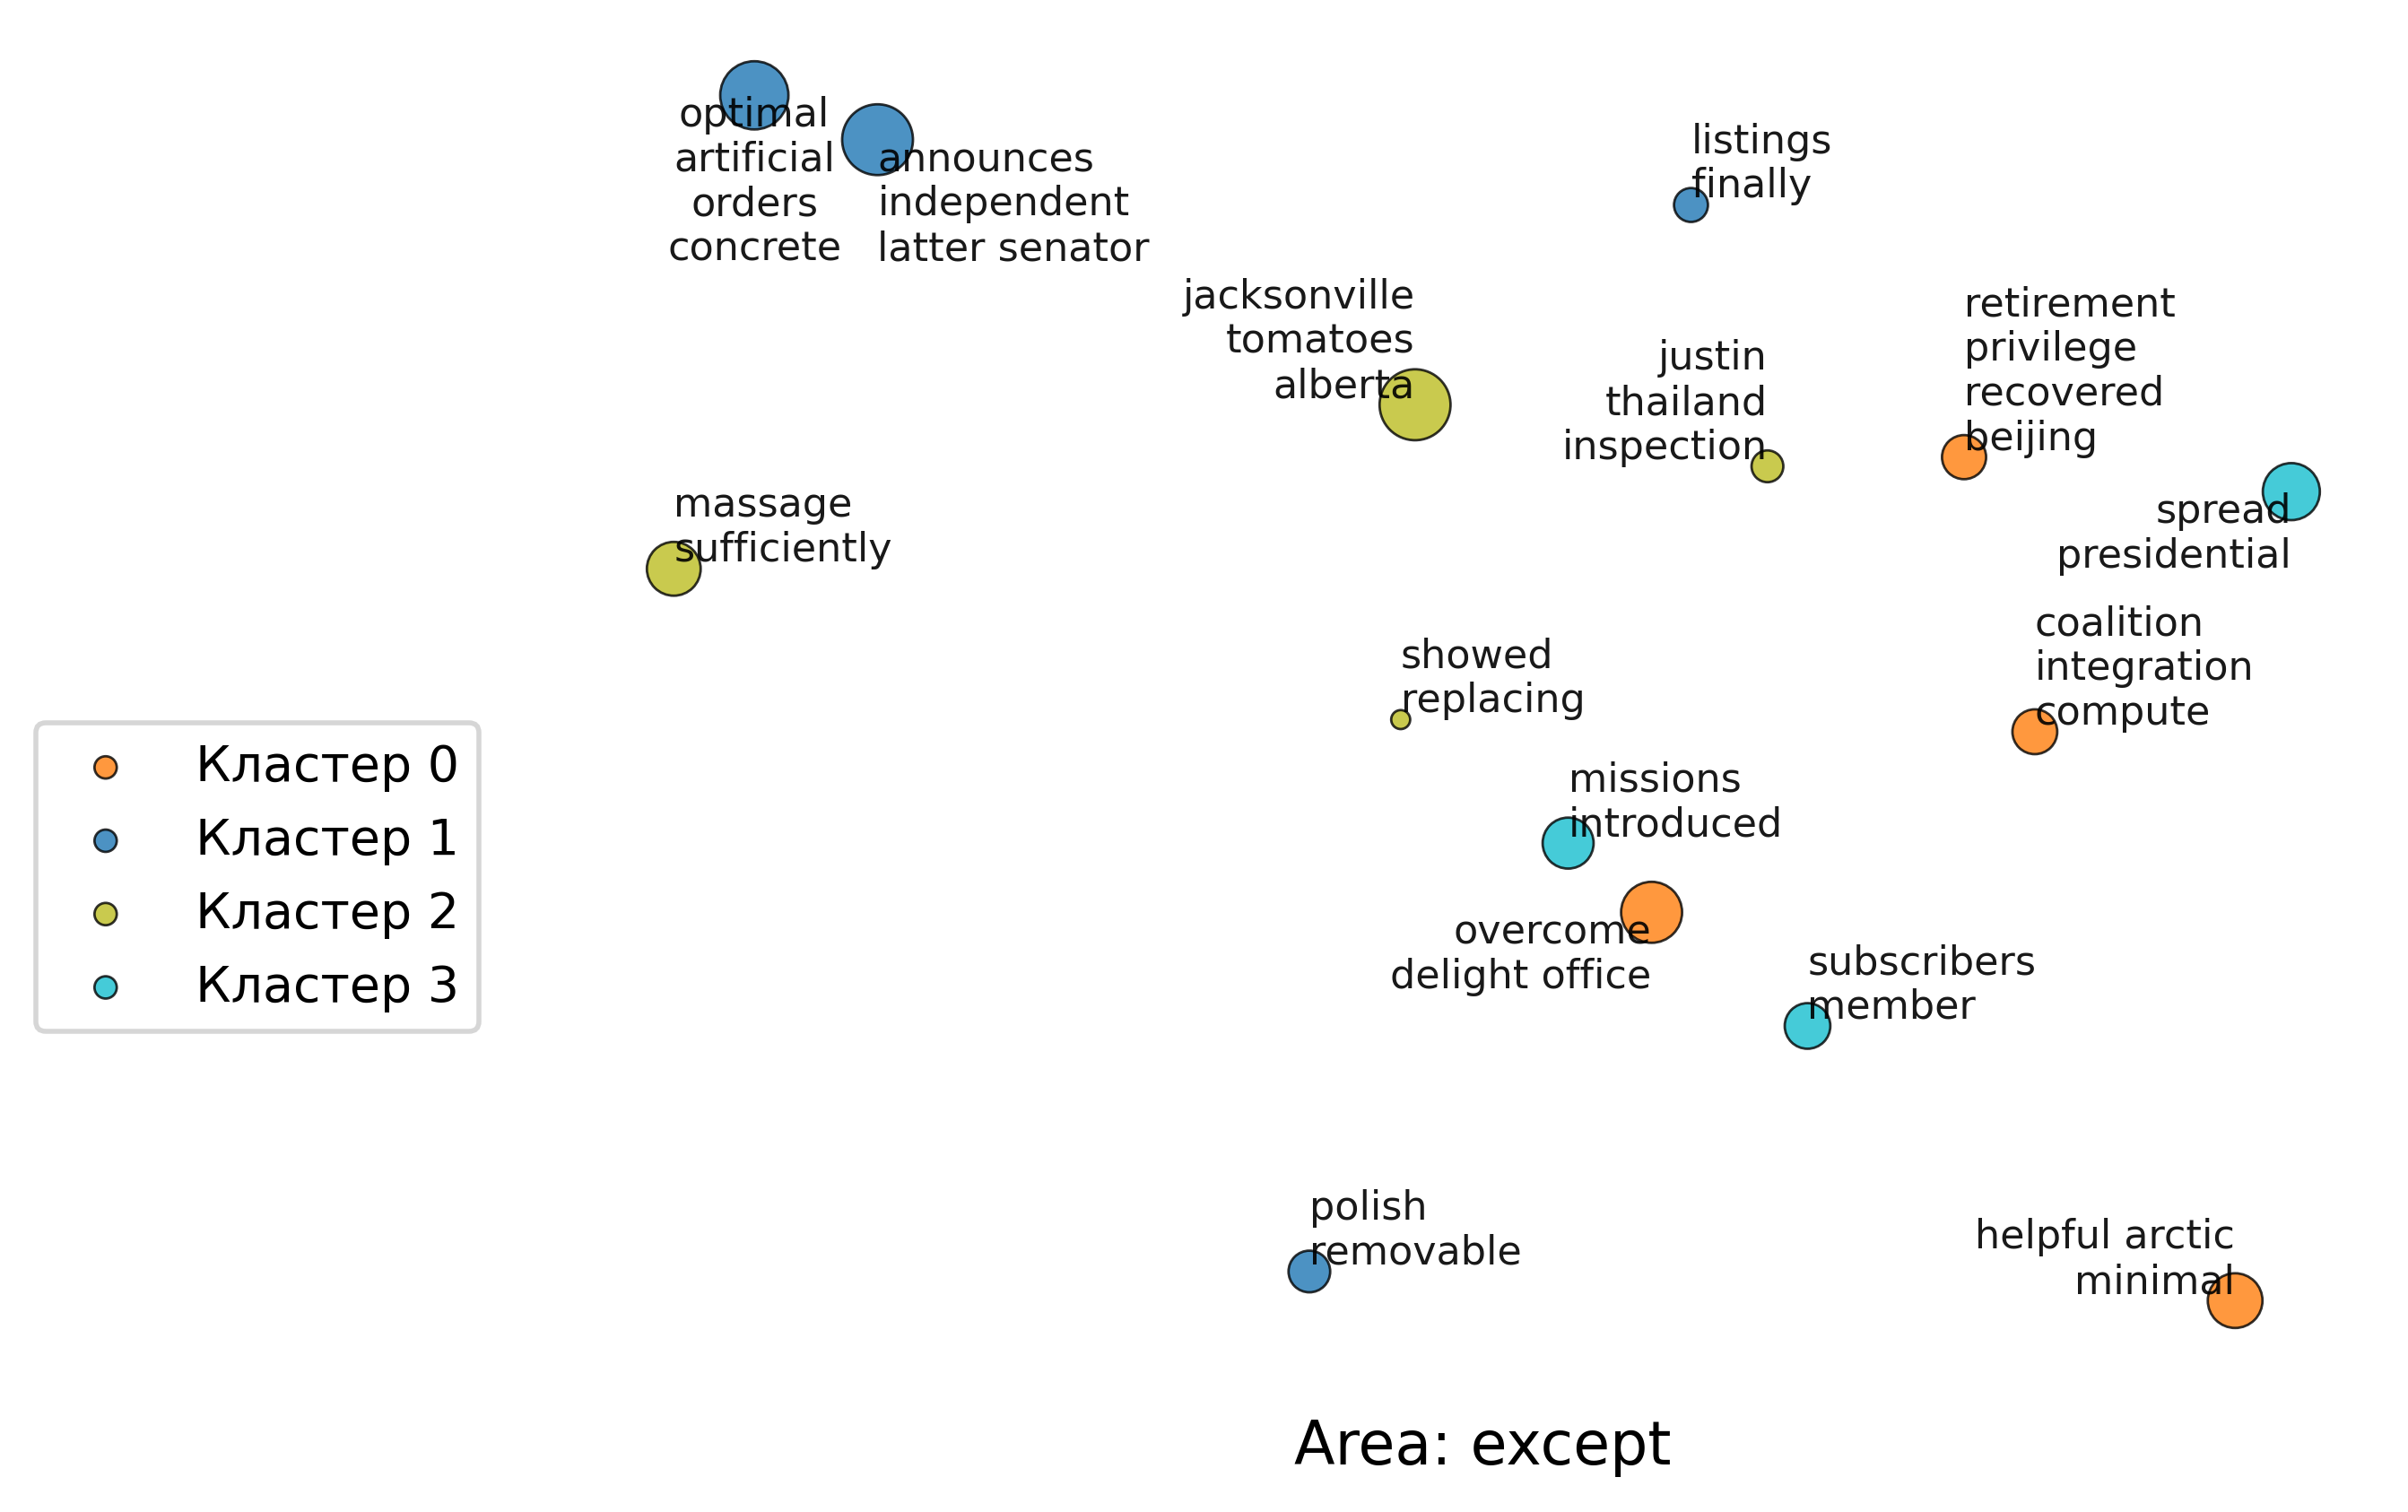 optimal
artificial
orders
concrete
announces
independent
latter senator
listings
finally
jacksonville
tomatoes
alberta
justin
thailand
inspection
retirement
privilege
recovered
beijing
spread
presidential
massage
sufficiently
showed
replacing
coalition
integration
compute
missions
introduced
overcome
delight office
subscribers
member
polish
removable
helpful arctic
minimal
Кластер 0
Кластер 1
Кластер 2
Кластер 3
Area: except